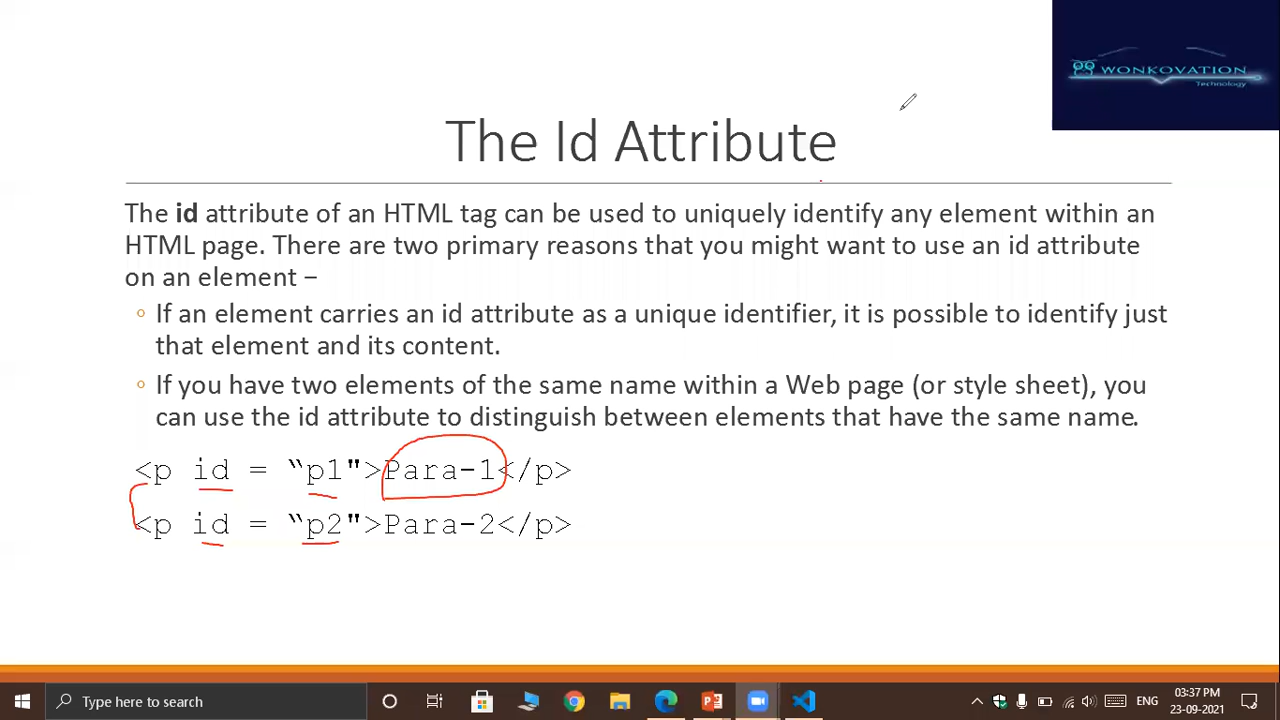 WONKOVATION
Technology
The Id Attribute
The id attribute of an HTML tag can be used to uniquely identify any element within an
HTML page. There are two primary reasons that you might want to use an id attribute
on an element −
◦ If an element carries an id attribute as a unique identifier, it is possible to identify just
that element and its content.
◦ If you have two elements of the same name within a Web page (or style sheet), you
can use the id attribute to distinguish between elements that have the same name.
<p id = “p1">Para-1</p>
<p id = “p2">Para-2</p>
Type here to search
ENG
03:37 PM
23-09-2021